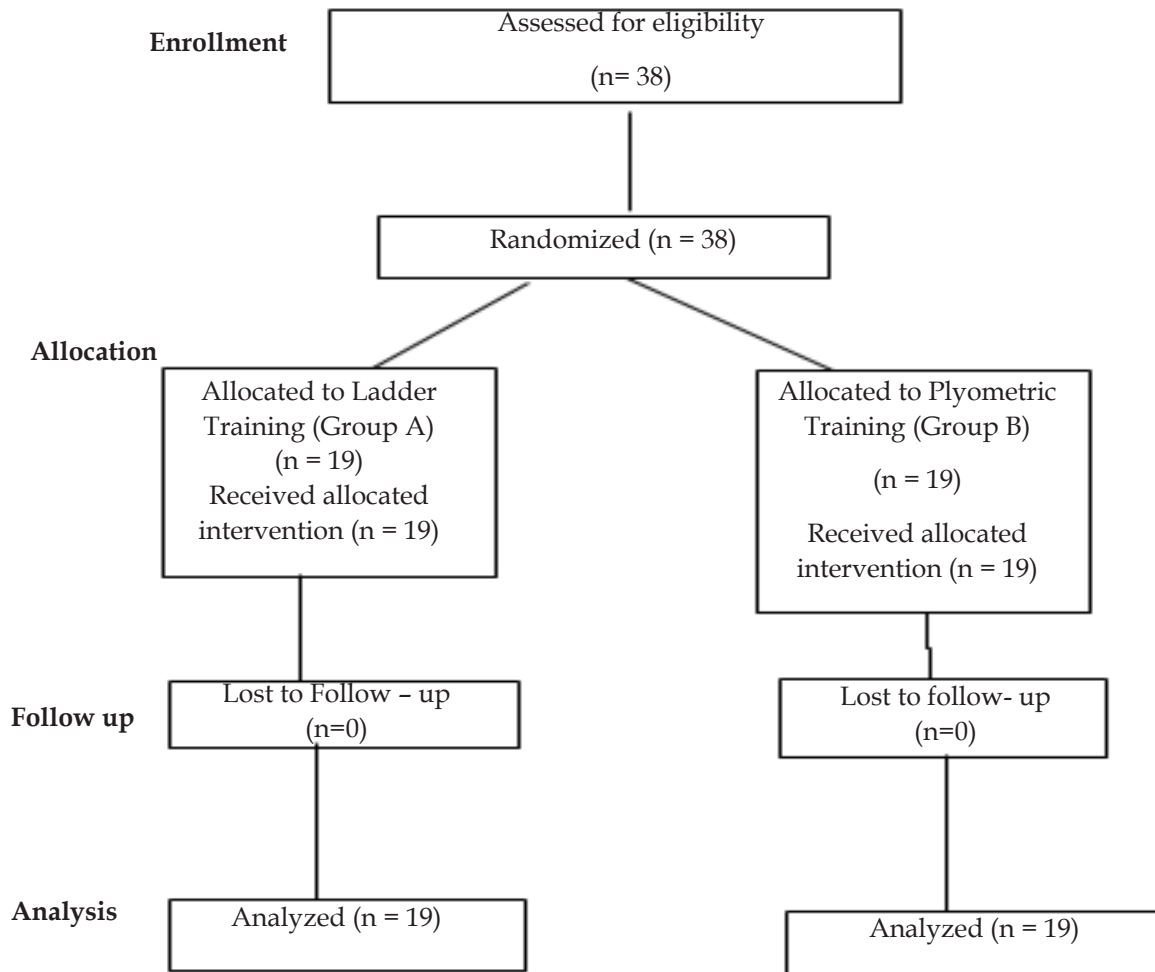 Enrollment
Assessed for eligibility
(n= 38)
Randomized (n = 38)
Allocation
Allocated to Ladder
Training (Group A)
(n = 19)
Received allocated
intervention (n = 19)
Allocated to Plyometric
Training (Group B)
(n = 19)
Received allocated
intervention (n = 19)
Follow up
Lost to Follow – up
(n=0)
Lost to follow- up
(n=0)
Analysis
Analyzed (n = 19)
Analyzed (n = 19)